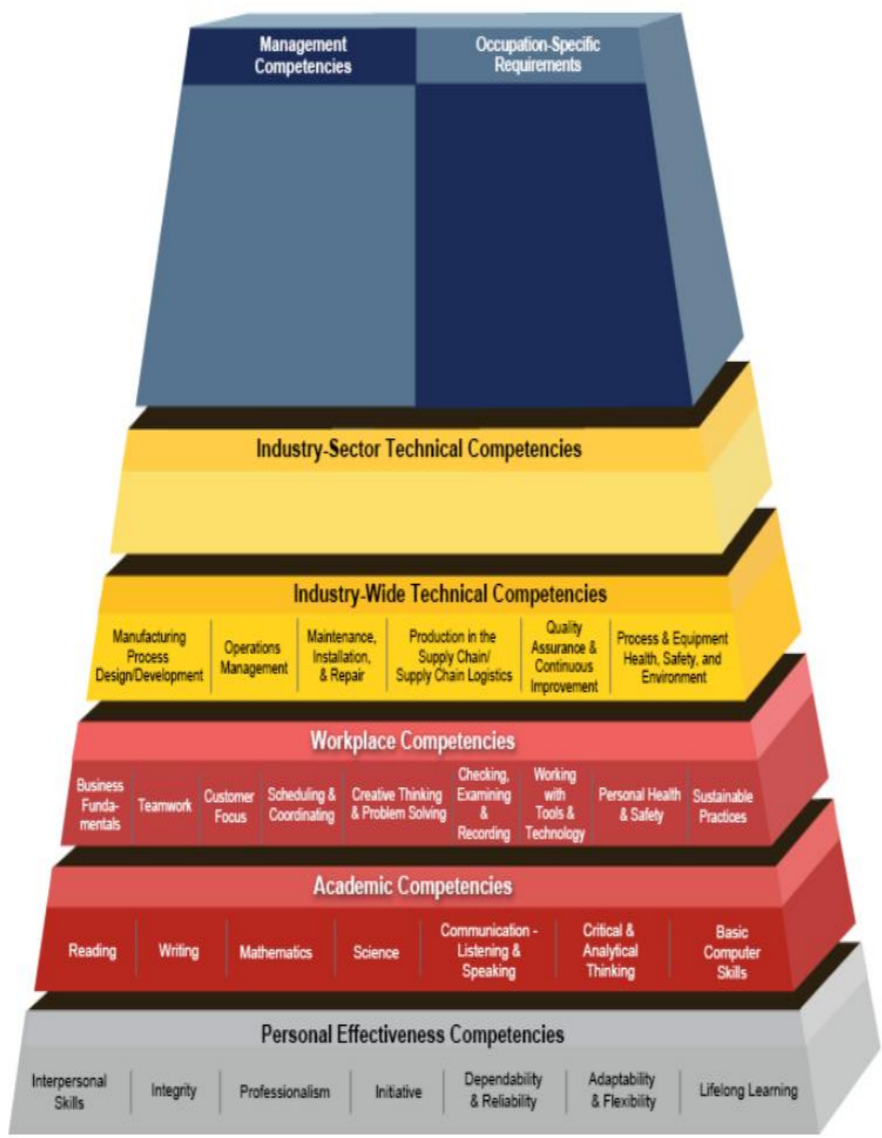 Management
Competencies
Occupation-Specific
Requirements
Industry-Sector Technical Competencies
Industry-Wide Technical Competencies
Manufacturing
Process
Design/Development
Operations
Management
Maintenance,
Installation,
& Repair
Production in the
Supply Chain/
Supply Chain Logistics
Quality
Assurance &
Continuous
Improvement
Process & Equipment
Health, Safety, and
Environment
Workplace Competencies
Business
Funda-
mentals
Teamwork
Customer
Focus
Scheduling &
Coordinating
Creative Thinking
& Problem Solving
Checking,
Examining
&
Recording
Working
with
Tools &
Technology
Personal Health
& Safety
Sustainable
Practices
Academic Competencies
Reading
Writing
Mathematics
Science
Communication -
Listening &
Speaking
Critical &
Analytical
Thinking
Basic
Computer
Skills
Personal Effectiveness Competencies
Interpersonal
Skills
Integrity
Professionalism
Initiative
Dependability
& Reliability
Adaptability
& Flexibility
Lifelong Learning